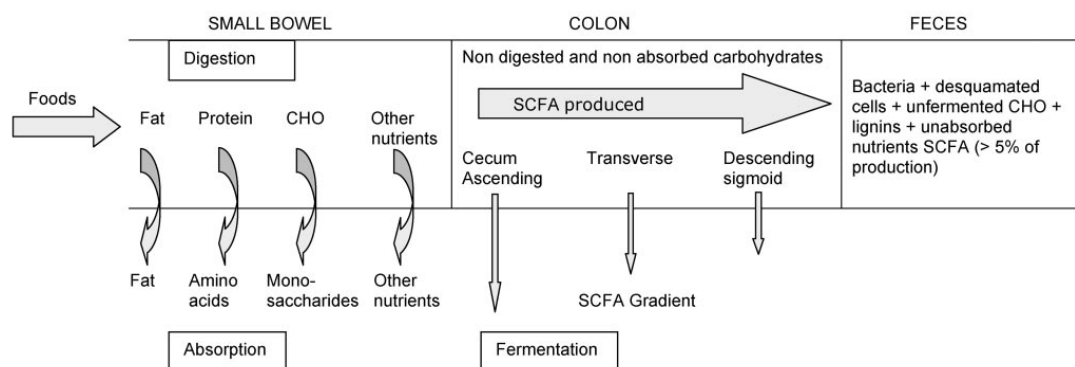 SMALL BOWEL
COLON
FECES
Digestion
Non digested and non absorbed carbohydrates
SCFA produced
Bacteria + desquamated
cells + unfermented CHO +
lignins + unabsorbed
nutrients SCFA (> 5% of
production)
Foods
Fat
Protein
CHO
Other
nutrients
Cecum
Ascending
Transverse
Descending
sigmoid
Fat
Amino
acids
Mono-
saccharides
Other
nutrients
SCFA Gradient
Absorption
Fermentation